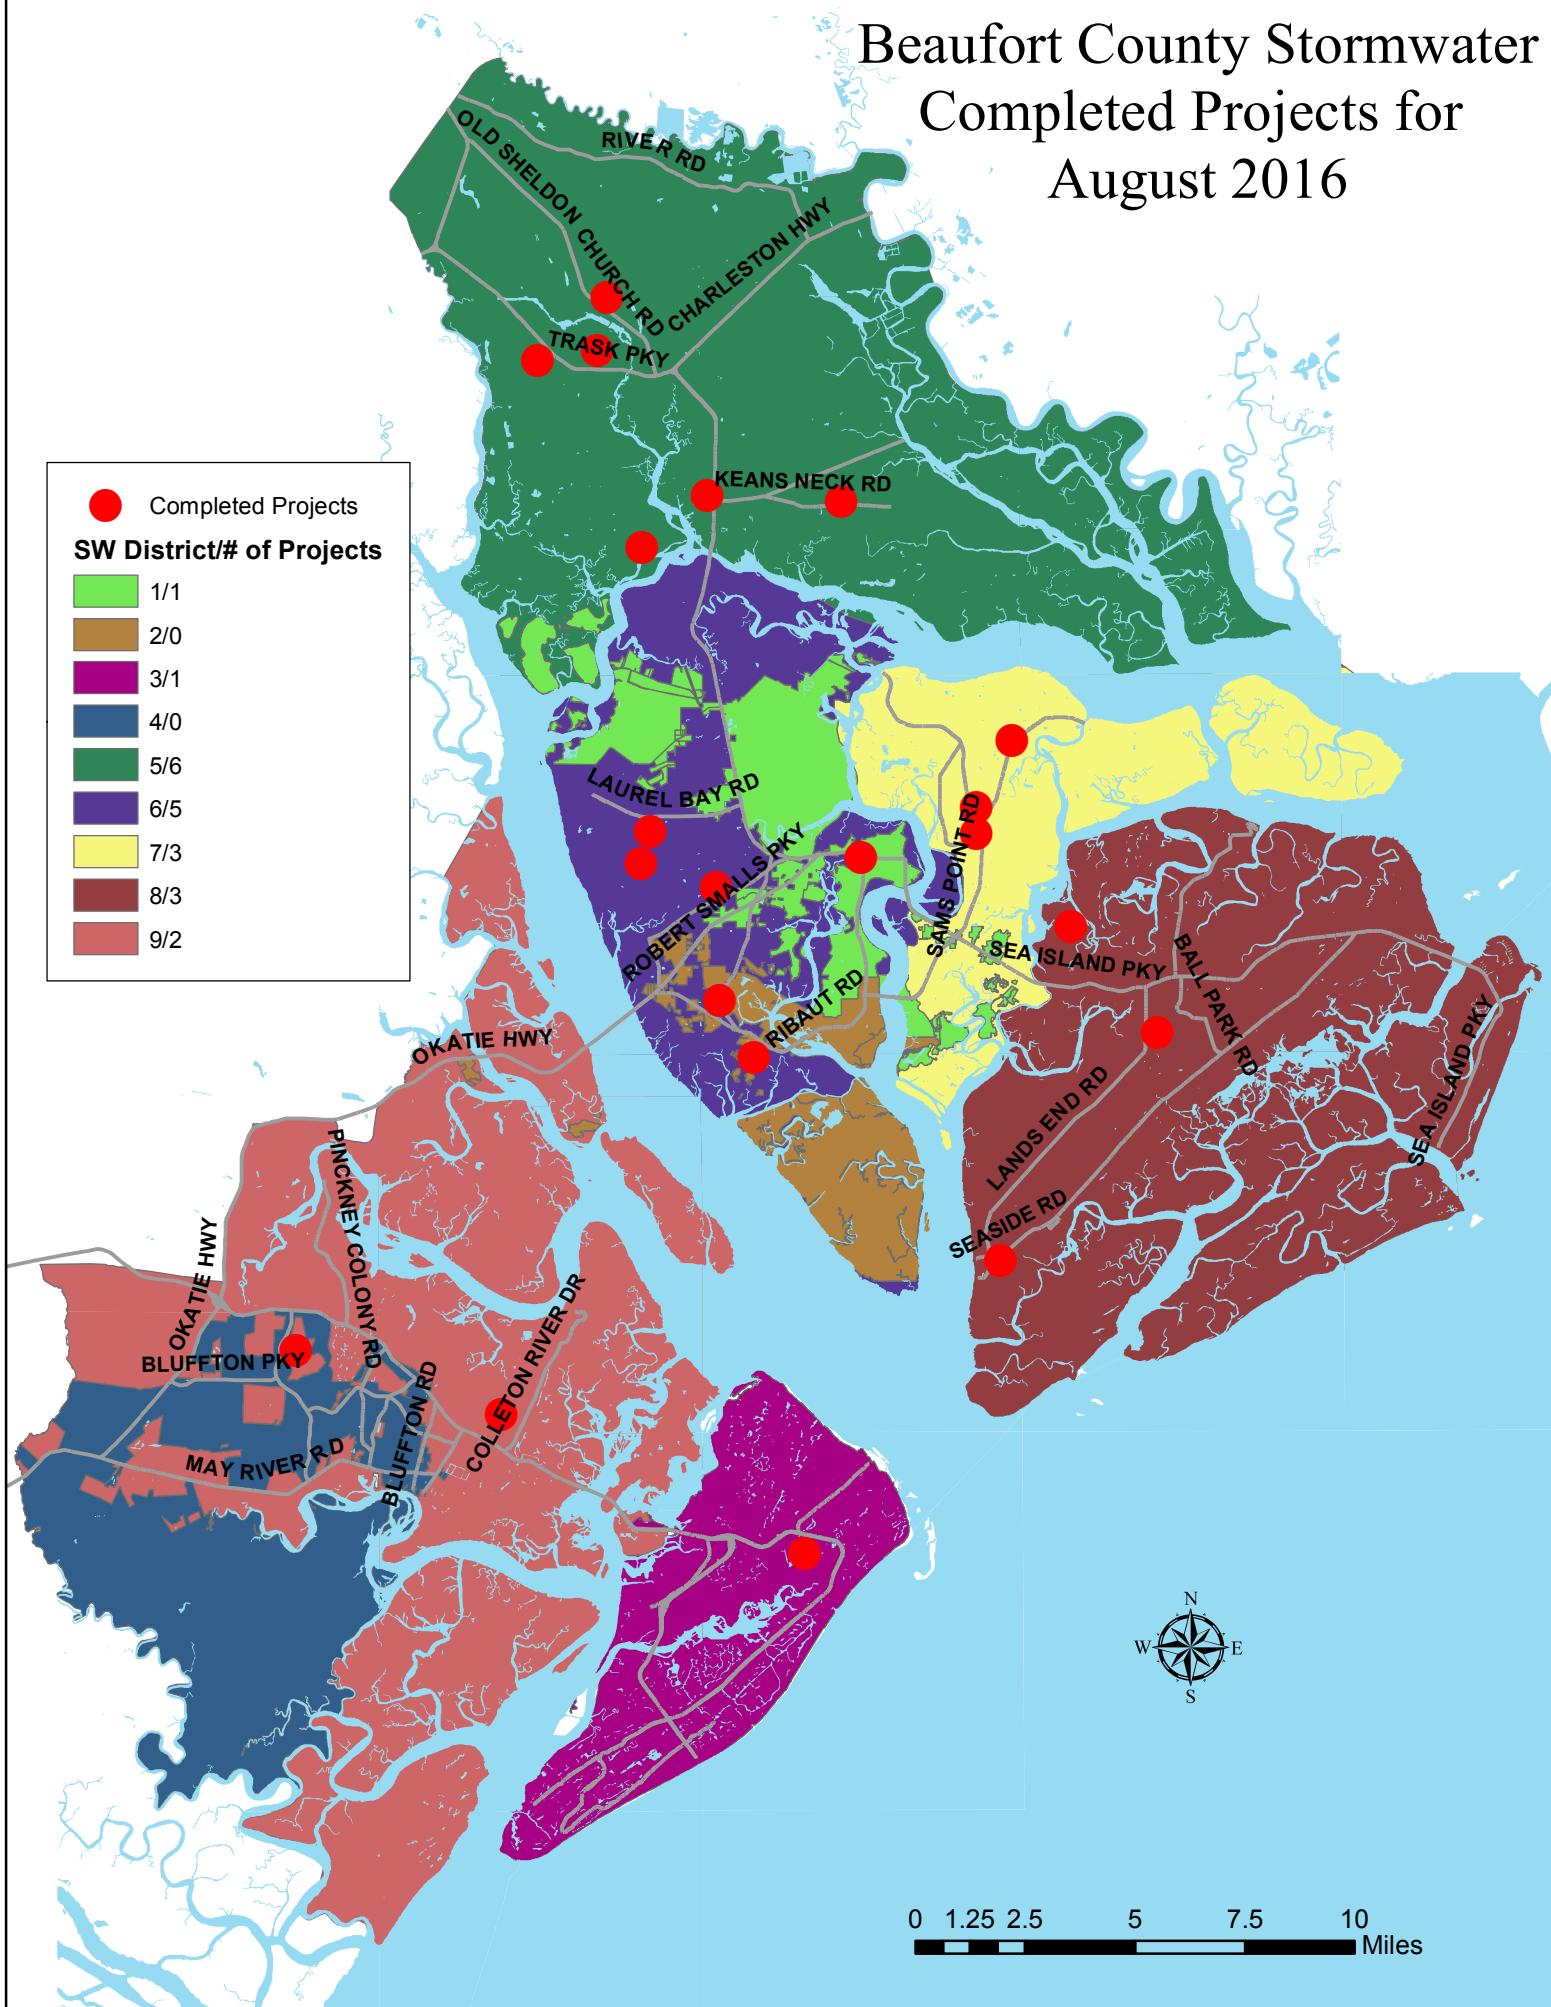 Beaufort County Stormwater
Completed Projects for
August 2016
OLD SHELDON CHURCH RD
RIVER RD
CHARLESTON HWY
TRASK PKY
KEANS NECK RD
Completed Projects
SW District/# of Projects
1/1
2/0
3/1
4/0
5/6
6/5
7/3
8/3
9/2
LAUREL BAY RD
ROBERT SMALLS PKY
SAMS POINT RD
SEA ISLAND PKY
BALL PARK RD
RIBAUT RD
OKATIE HWY
SEA ISLAND PKY
LANDS END RD
SEASIDE RD
PINCKNEY COLONY RD
OKATIE HWY
BLUFFTON PKY
COLLETON RIVER DR
BLUFFTON RD
MAY RIVER RD
N
W E
S
0 1.25 2.5 5 7.5 10
Miles